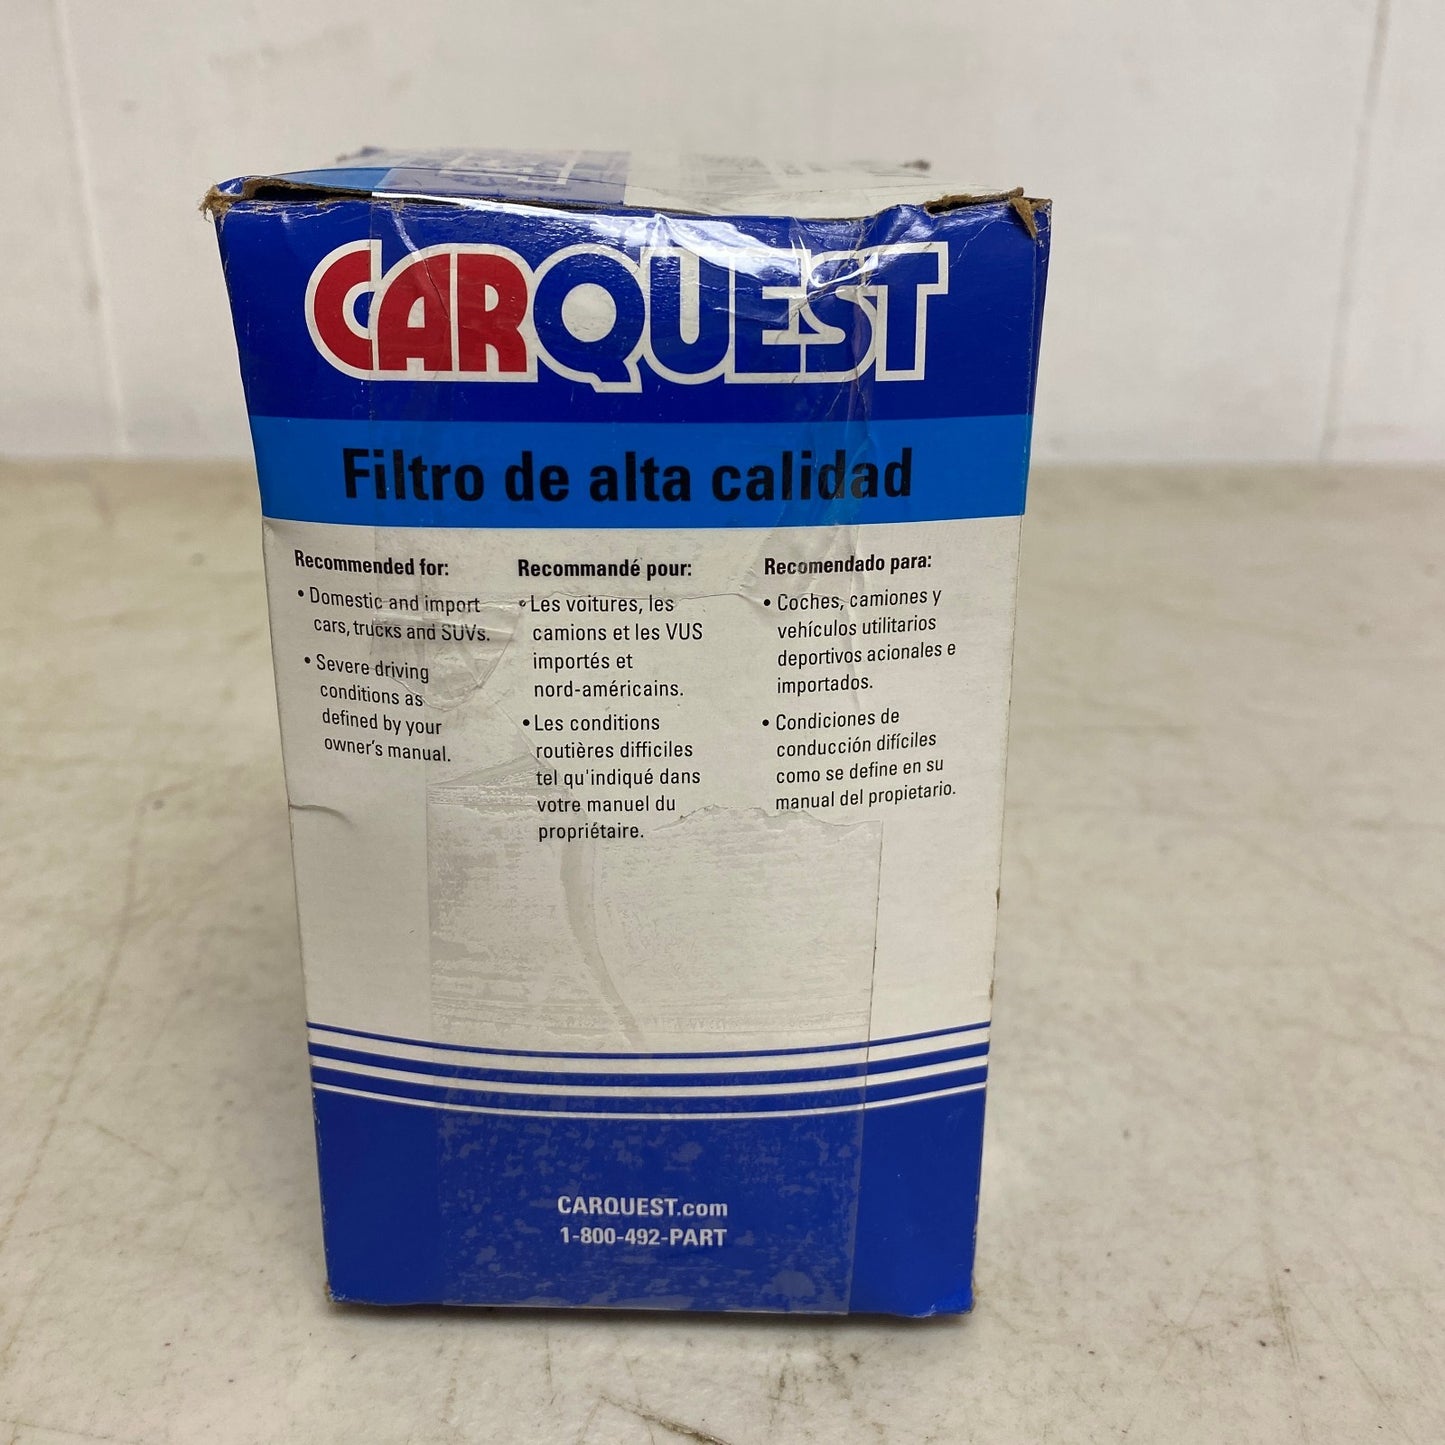 CARQUEST
Filtro de alta calidad
Recommended for:
• Domestic and import
cars, trucks and SUVs.
• Severe driving
conditions as
defined by your
owner's manual.
Recommandé pour:
• Les voitures, les
camions et les VUS
importés et
nord-américains.
• Les conditions
routières difficiles
tel qu'indiqué dans
votre manuel du
propriétaire.
Recomendado para:
• Coches, camiones y
vehículos utilitarios
deportivos acionales e
importados.
• Condiciones de
conducción difíciles
como se define en su
manual del propietario.
CARQUEST.com
1-800-492-PART